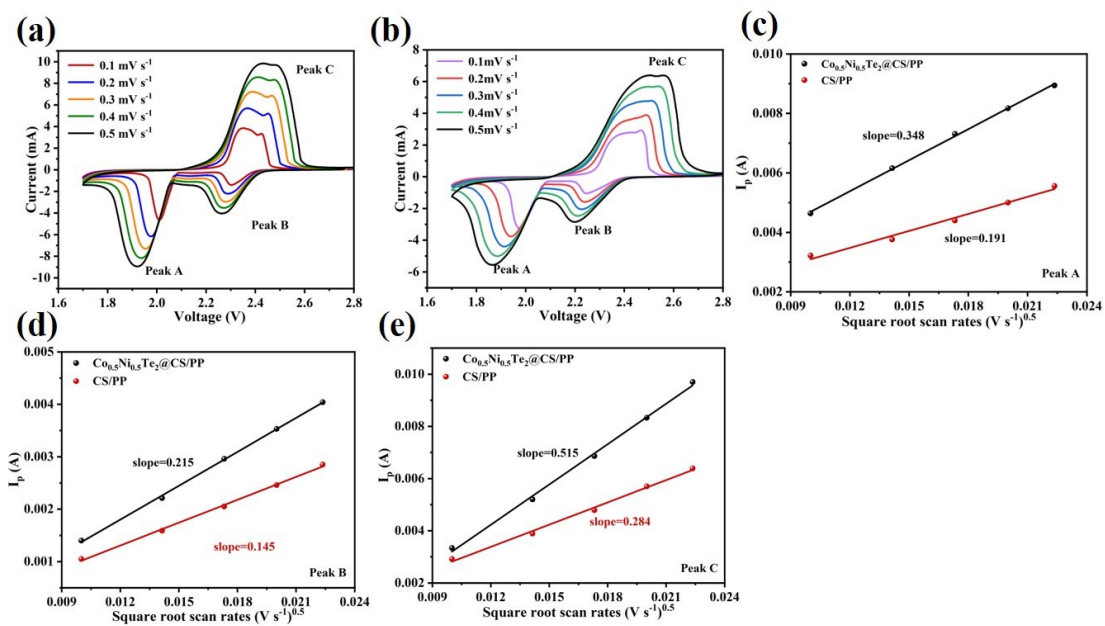 (a)
0.1 mV s⁻¹
0.2 mV s⁻¹
0.3 mV s⁻¹
0.4 mV s⁻¹
0.5 mV s⁻¹
Peak C
Peak B
Peak A
Current (mA)
10
8
6
4
2
0
-2
-4
-6
-8
-10
1.6 1.8 2.0 2.2 2.4 2.6 2.8
Voltage (V)
(b)
0.1mV s⁻¹
0.2mV s⁻¹
0.3mV s⁻¹
0.4mV s⁻¹
0.5mV s⁻¹
Peak C
Peak B
Peak A
Current (mA)
8
6
4
2
0
-2
-4
-6
1.6 1.8 2.0 2.2 2.4 2.6 2.8
Voltage (V)
(c)
Co₀.₅Ni₀.₅Te₂@CS/PP
CS/PP
slope=0.348
slope=0.191
Peak A
Iₚ (A)
0.010
0.008
0.006
0.004
0.002
0.009 0.012 0.015 0.018 0.021 0.024
Square root scan rates (V s⁻¹)⁰·⁵
(d)
Co₀.₅Ni₀.₅Te₂@CS/PP
CS/PP
slope=0.215
slope=0.145
Peak B
Iₚ (A)
0.005
0.004
0.003
0.002
0.001
0.009 0.012 0.015 0.018 0.021 0.024
Square root scan rates (V s⁻¹)⁰·⁵
(e)
Co₀.₅Ni₀.₅Te₂@CS/PP
CS/PP
slope=0.515
slope=0.284
Peak C
Iₚ (A)
0.010
0.008
0.006
0.004
0.002
0.009 0.012 0.015 0.018 0.021 0.024
Square root scan rates (V s⁻¹)⁰·⁵